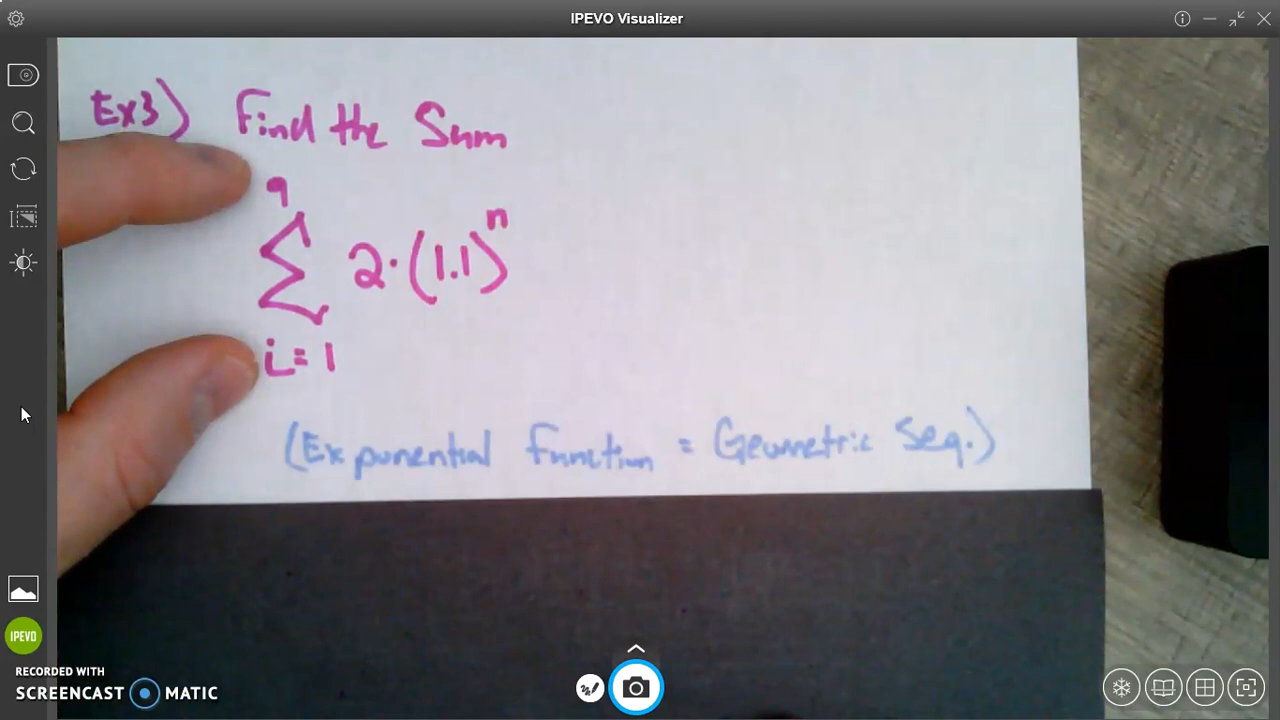 IPEVO Visualizer
Ex3) Find the Sum
9
Σ 2·(1.1)^n
i=1
(Exponential Function = Geometric Seq.)
IPEVO
RECORDED WITH
SCREENCAST MATIC